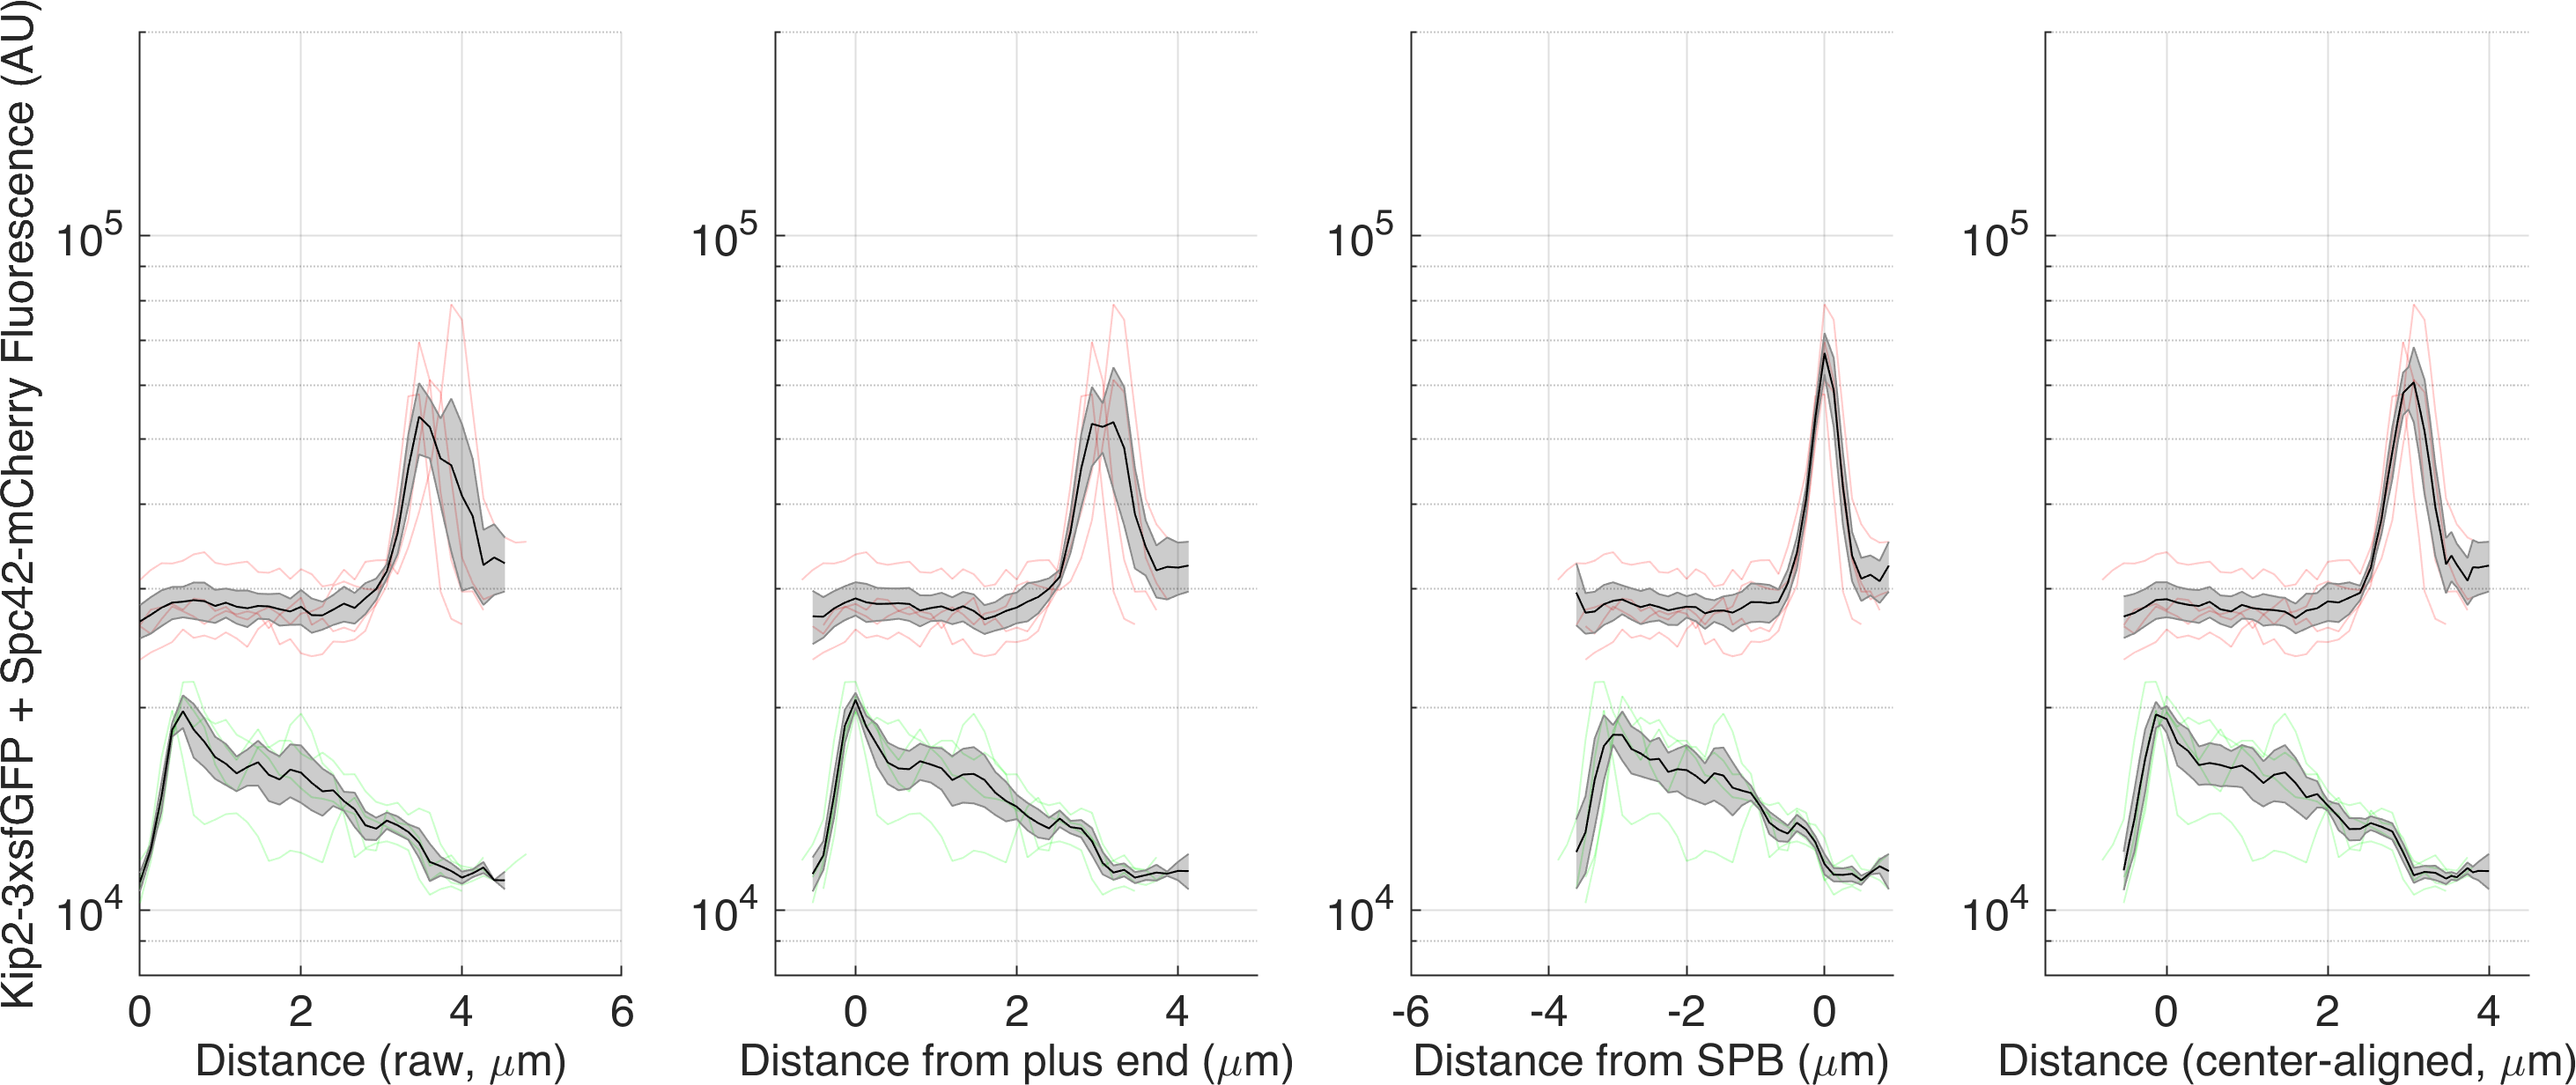 Kip2-3xsfGFP + Spc42-mCherry Fluorescence (AU)
10^5
10^4
0 2 4 6
Distance (raw, μm)
10^5
10^4
0 2 4
Distance from plus end (μm)
10^5
10^4
-6 -4 -2 0
Distance from SPB (μm)
10^5
10^4
0 2 4
Distance (center-aligned, μm)